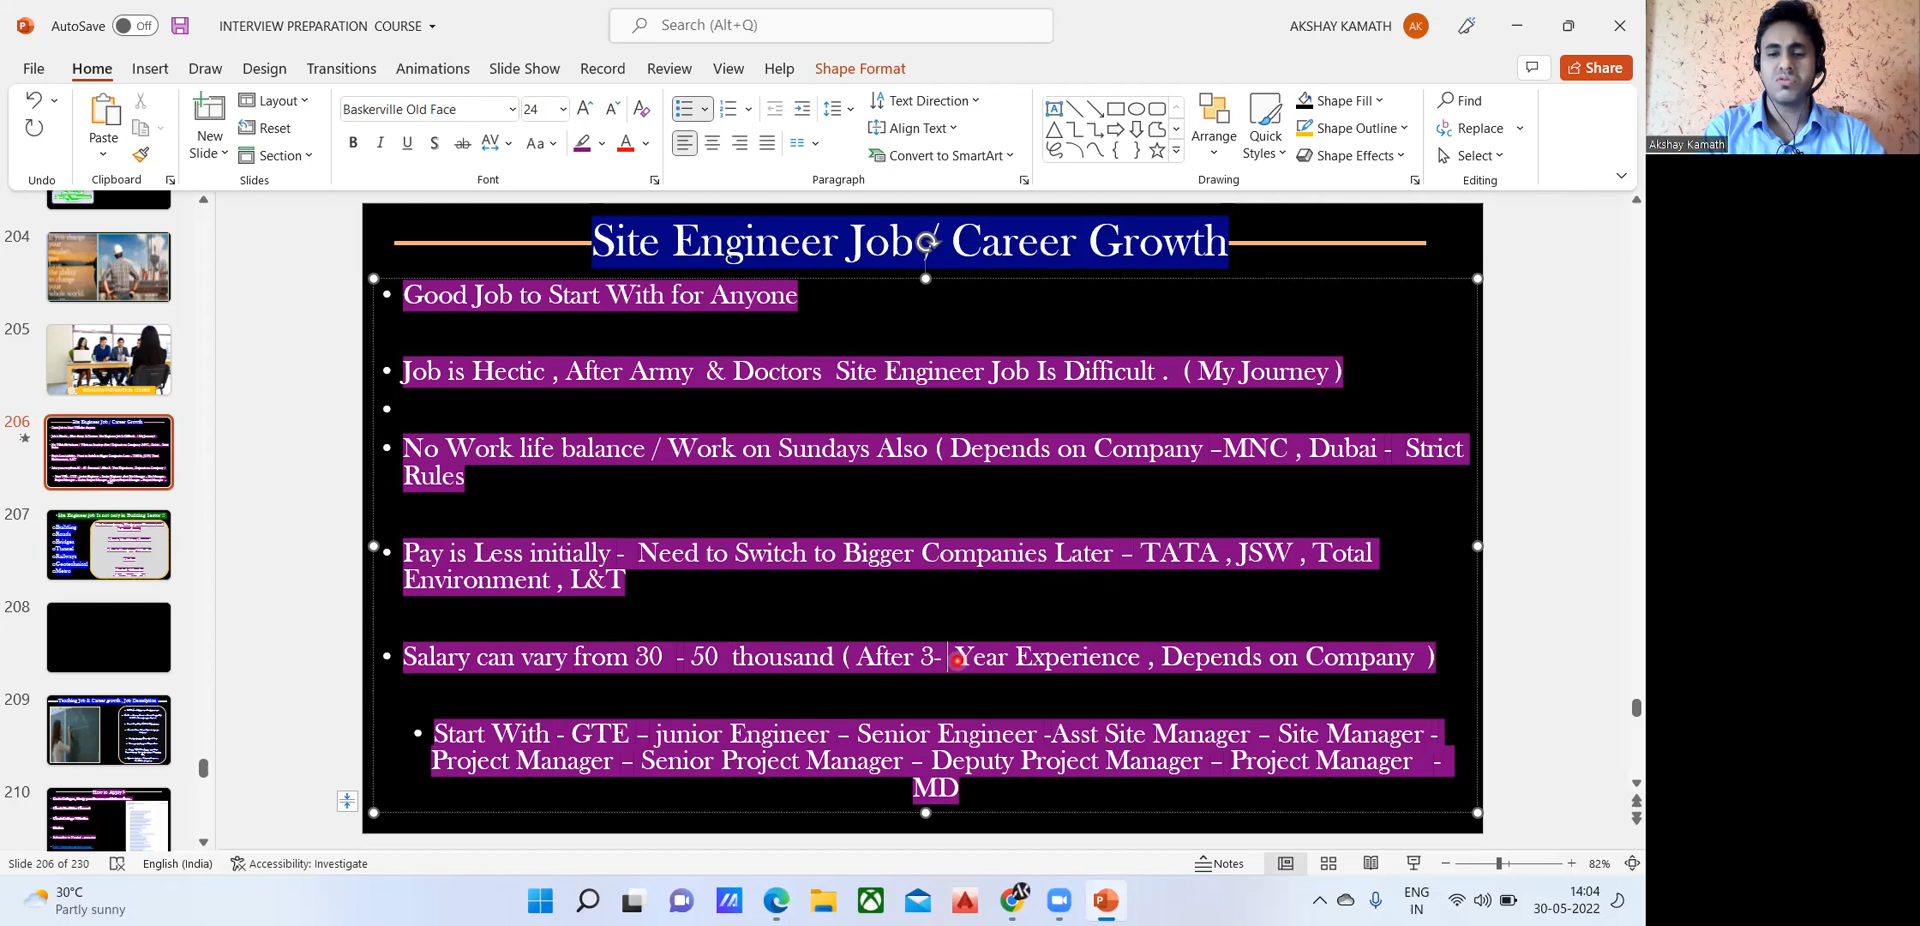 AutoSave Off INTERVIEW PREPARATION COURSE Search (Alt+Q) AKSHAY KAMATH AK
File Home Insert Draw Design Transitions Animations Slide Show Record Review View Help Shape Format Share
Baskerville Old Face 24
Paste New Slide Layout Reset Section
Text Direction Align Text Convert to SmartArt
Arrange Quick Styles Shape Fill Shape Outline Shape Effects
Find Replace Select
Undo Clipboard Slides Font Paragraph Drawing Editing
Akshay Kamath
204
205
206
207
208
209
210
Site Engineer Job / Career Growth
• Good Job to Start With for Anyone
• Job is Hectic , After Army & Doctors Site Engineer Job Is Difficult . ( My Journey )
•
• No Work life balance / Work on Sundays Also ( Depends on Company –MNC , Dubai - Strict
Rules
• Pay is Less initially - Need to Switch to Bigger Companies Later – TATA , JSW , Total
Environment , L&T
• Salary can vary from 30 - 50 thousand ( After 3- Year Experience , Depends on Company )
• Start With - GTE – junior Engineer – Senior Engineer -Asst Site Manager – Site Manager -
Project Manager – Senior Project Manager – Deputy Project Manager – Project Manager -
MD
Slide 206 of 230 English (India) Accessibility: Investigate Notes 82%
30°C
Partly sunny
ENG
IN
14:04
30-05-2022